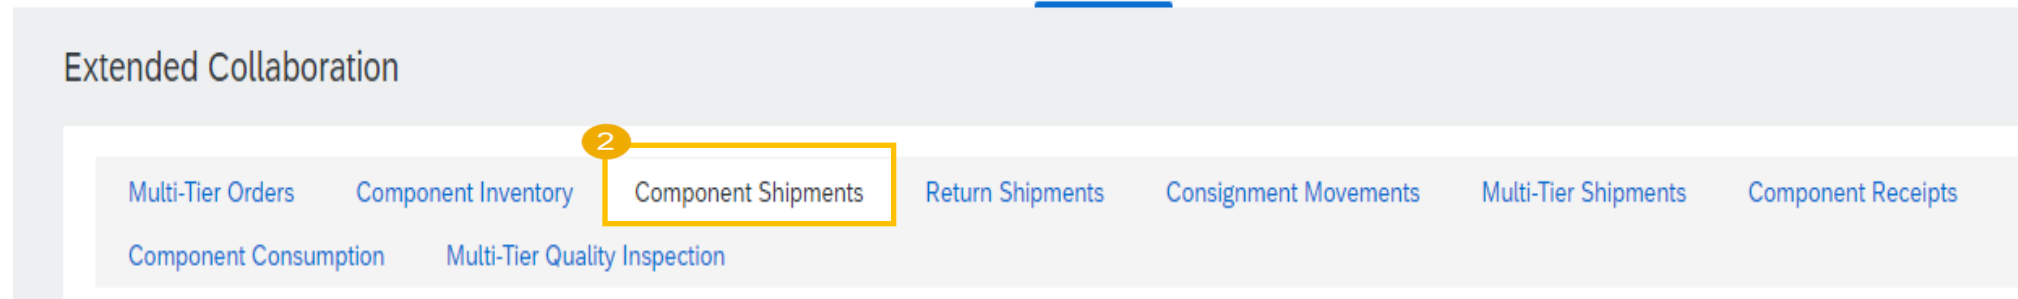 Extended Collaboration
2
Multi-Tier Orders Component Inventory Component Shipments Return Shipments Consignment Movements Multi-Tier Shipments Component Receipts
Component Consumption Multi-Tier Quality Inspection